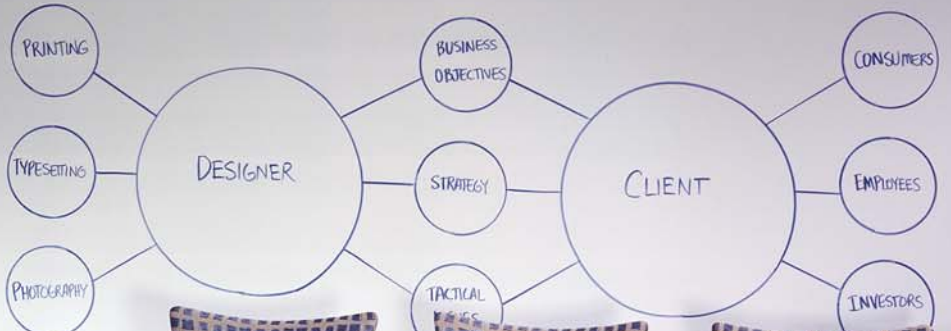 PRINTING
TYPESETTING
PHOTOGRAPHY
DESIGNER
BUSINESS
OBJECTIVES
STRATEGY
TACTICAL
CLIENT
CONSUMERS
EMPLOYEES
INVESTORS